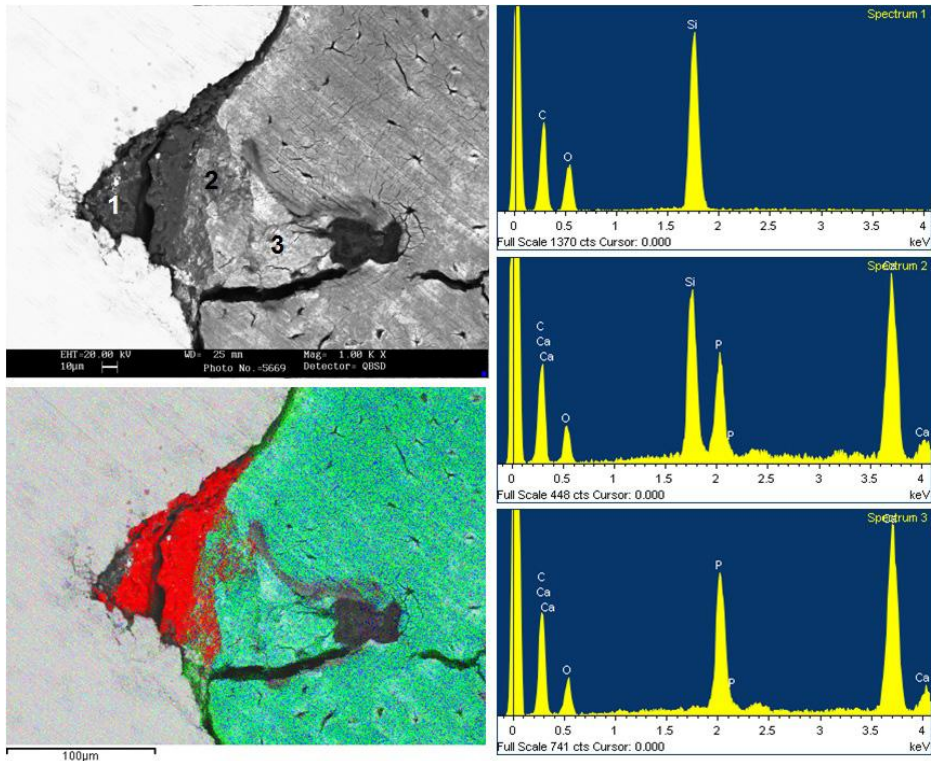 1
2
3
EHT=20.00 kV WD= 25 mm Mag= 1.00 K X
10µm Photo No.=5669 Detector= QBSD
100µm
Spectrum 1
Si
C
O
0 0.5 1 1.5 2 2.5 3 3.5 4
Full Scale 1370 cts Cursor: 0.000 keV
Spectrum 2
Ca
Si
C
P
Ca
Ca
O
P
Ca
0 0.5 1 1.5 2 2.5 3 3.5 4
Full Scale 448 cts Cursor: 0.000 keV
Spectrum 3
Ca
P
C
Ca
Ca
O
P
Ca
0 0.5 1 1.5 2 2.5 3 3.5 4
Full Scale 741 cts Cursor: 0.000 keV